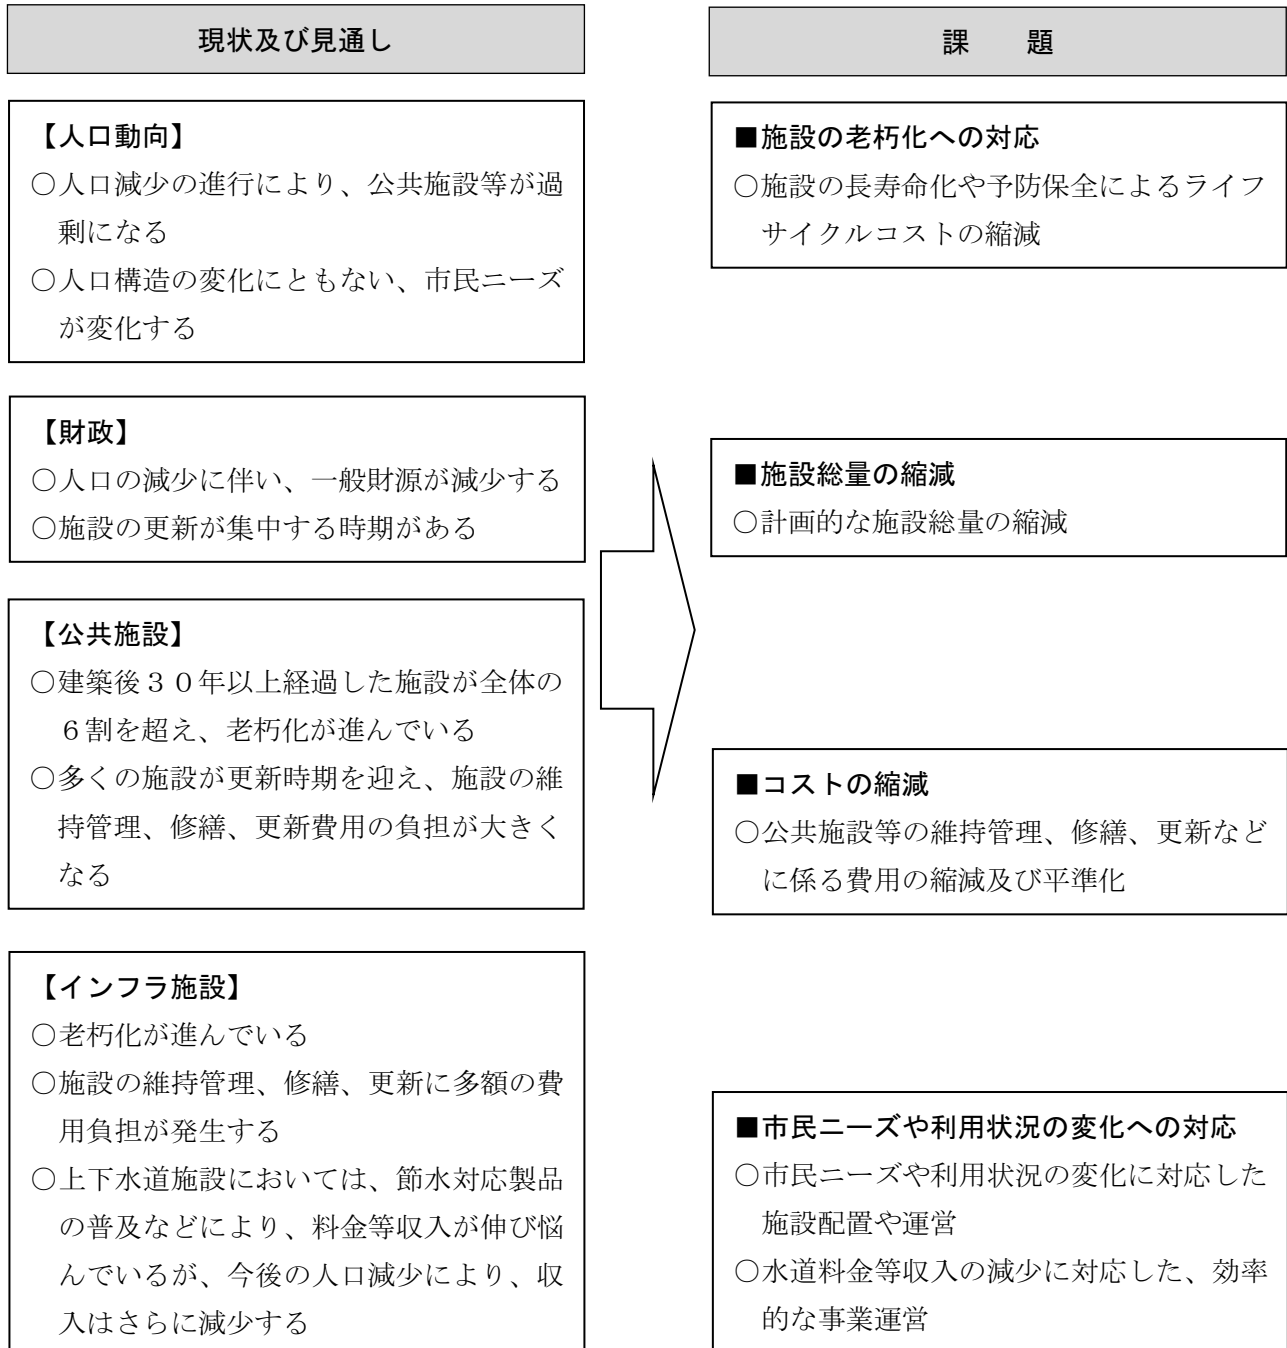 現状及び見通し
【人口動向】
○人口減少の進行により、公共施設等が過
剰になる
○人口構造の変化にともない、市民ニーズ
が変化する
【財政】
○人口の減少に伴い、一般財源が減少する
○施設の更新が集中する時期がある
【公共施設】
○建築後３０年以上経過した施設が全体の
６割を超え、老朽化が進んでいる
○多くの施設が更新時期を迎え、施設の維
持管理、修繕、更新費用の負担が大きく
なる
【インフラ施設】
○老朽化が進んでいる
○施設の維持管理、修繕、更新に多額の費
用負担が発生する
○上下水道施設においては、節水対応製品
の普及などにより、料金等収入が伸び悩
んでいるが、今後の人口減少により、収
入はさらに減少する
課　　題
■施設の老朽化への対応
○施設の長寿命化や予防保全によるライフ
サイクルコストの縮減
■施設総量の縮減
○計画的な施設総量の縮減
■コストの縮減
○公共施設等の維持管理、修繕、更新など
に係る費用の縮減及び平準化
■市民ニーズや利用状況の変化への対応
○市民ニーズや利用状況の変化に対応した
施設配置や運営
○水道料金等収入の減少に対応した、効率
的な事業運営